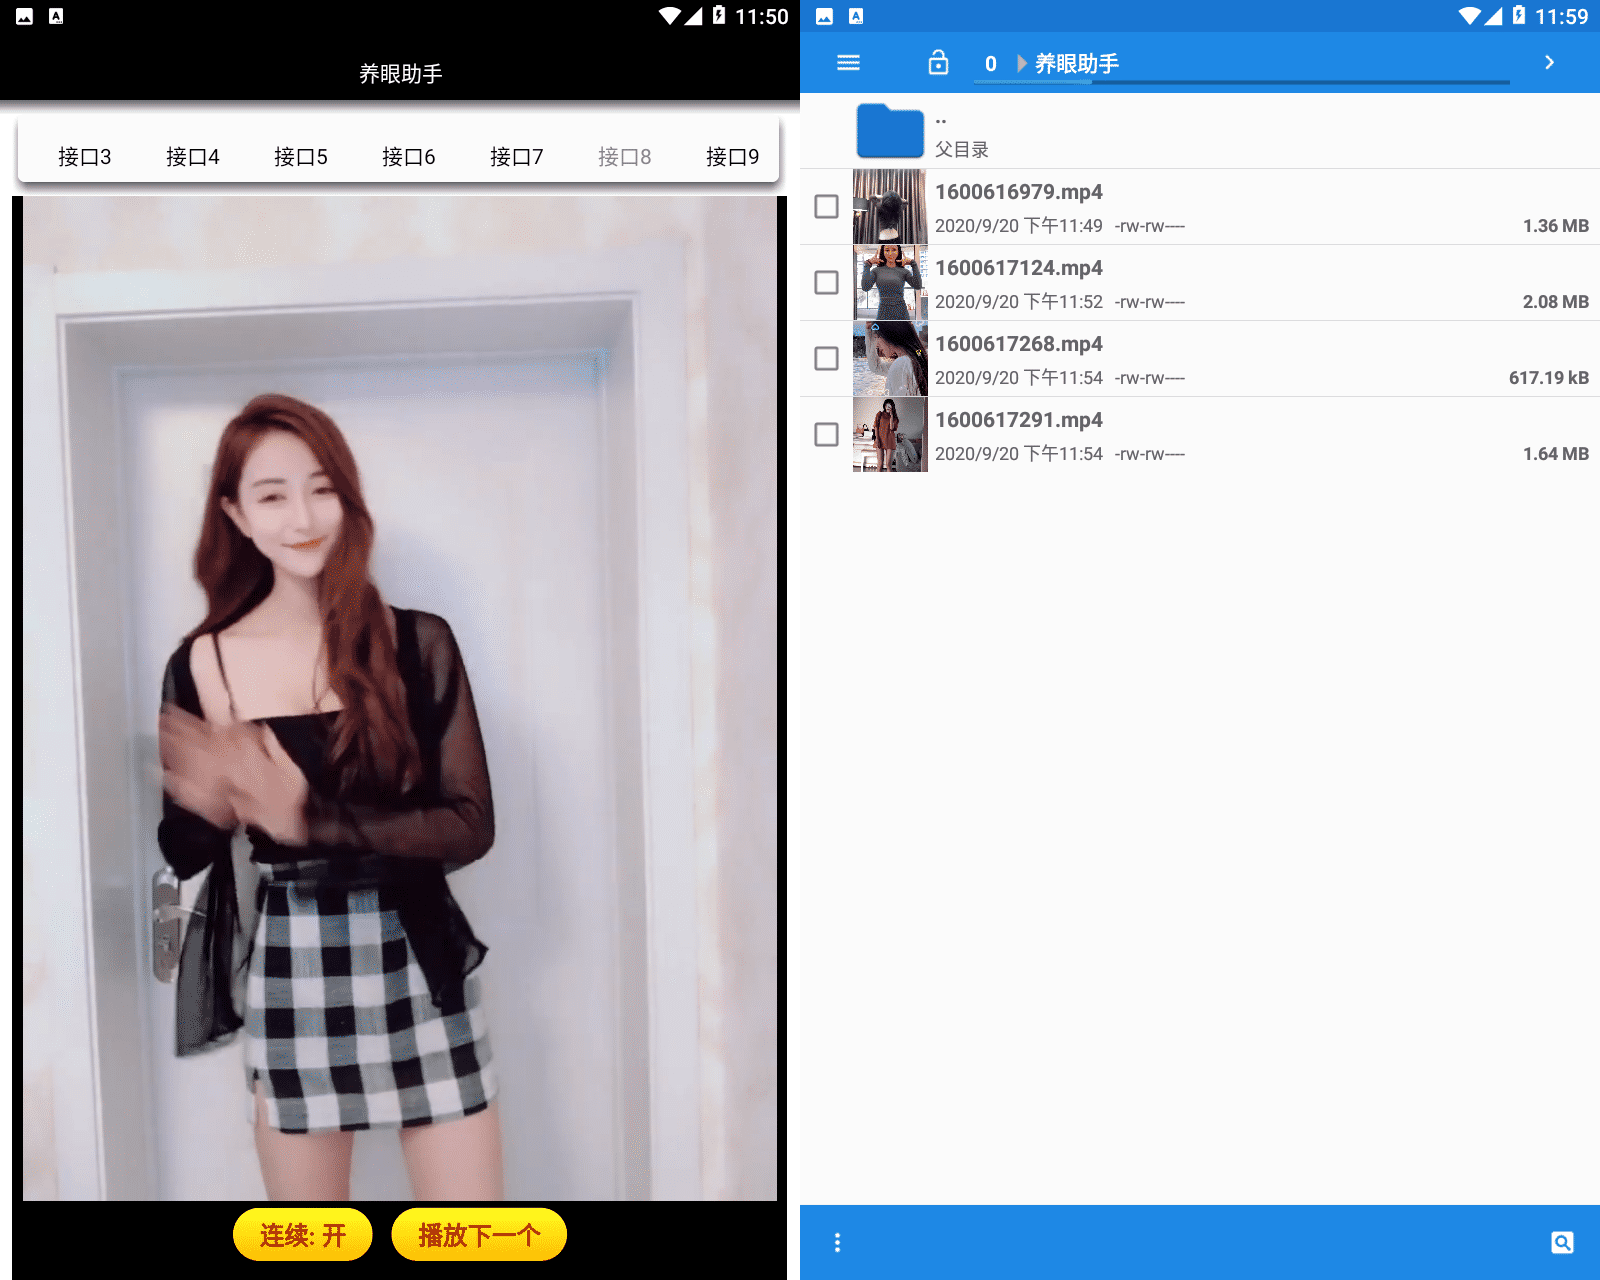 11:50
养眼助手
接口3 接口4 接口5 接口6 接口7 接口8 接口9
连续: 开 播放下一个
11:59
0 养眼助手
..
父目录
1600616979.mp4
2020/9/20 下午11:49 -rw-rw---- 1.36 MB
1600617124.mp4
2020/9/20 下午11:52 -rw-rw---- 2.08 MB
1600617268.mp4
2020/9/20 下午11:54 -rw-rw---- 617.19 kB
1600617291.mp4
2020/9/20 下午11:54 -rw-rw---- 1.64 MB